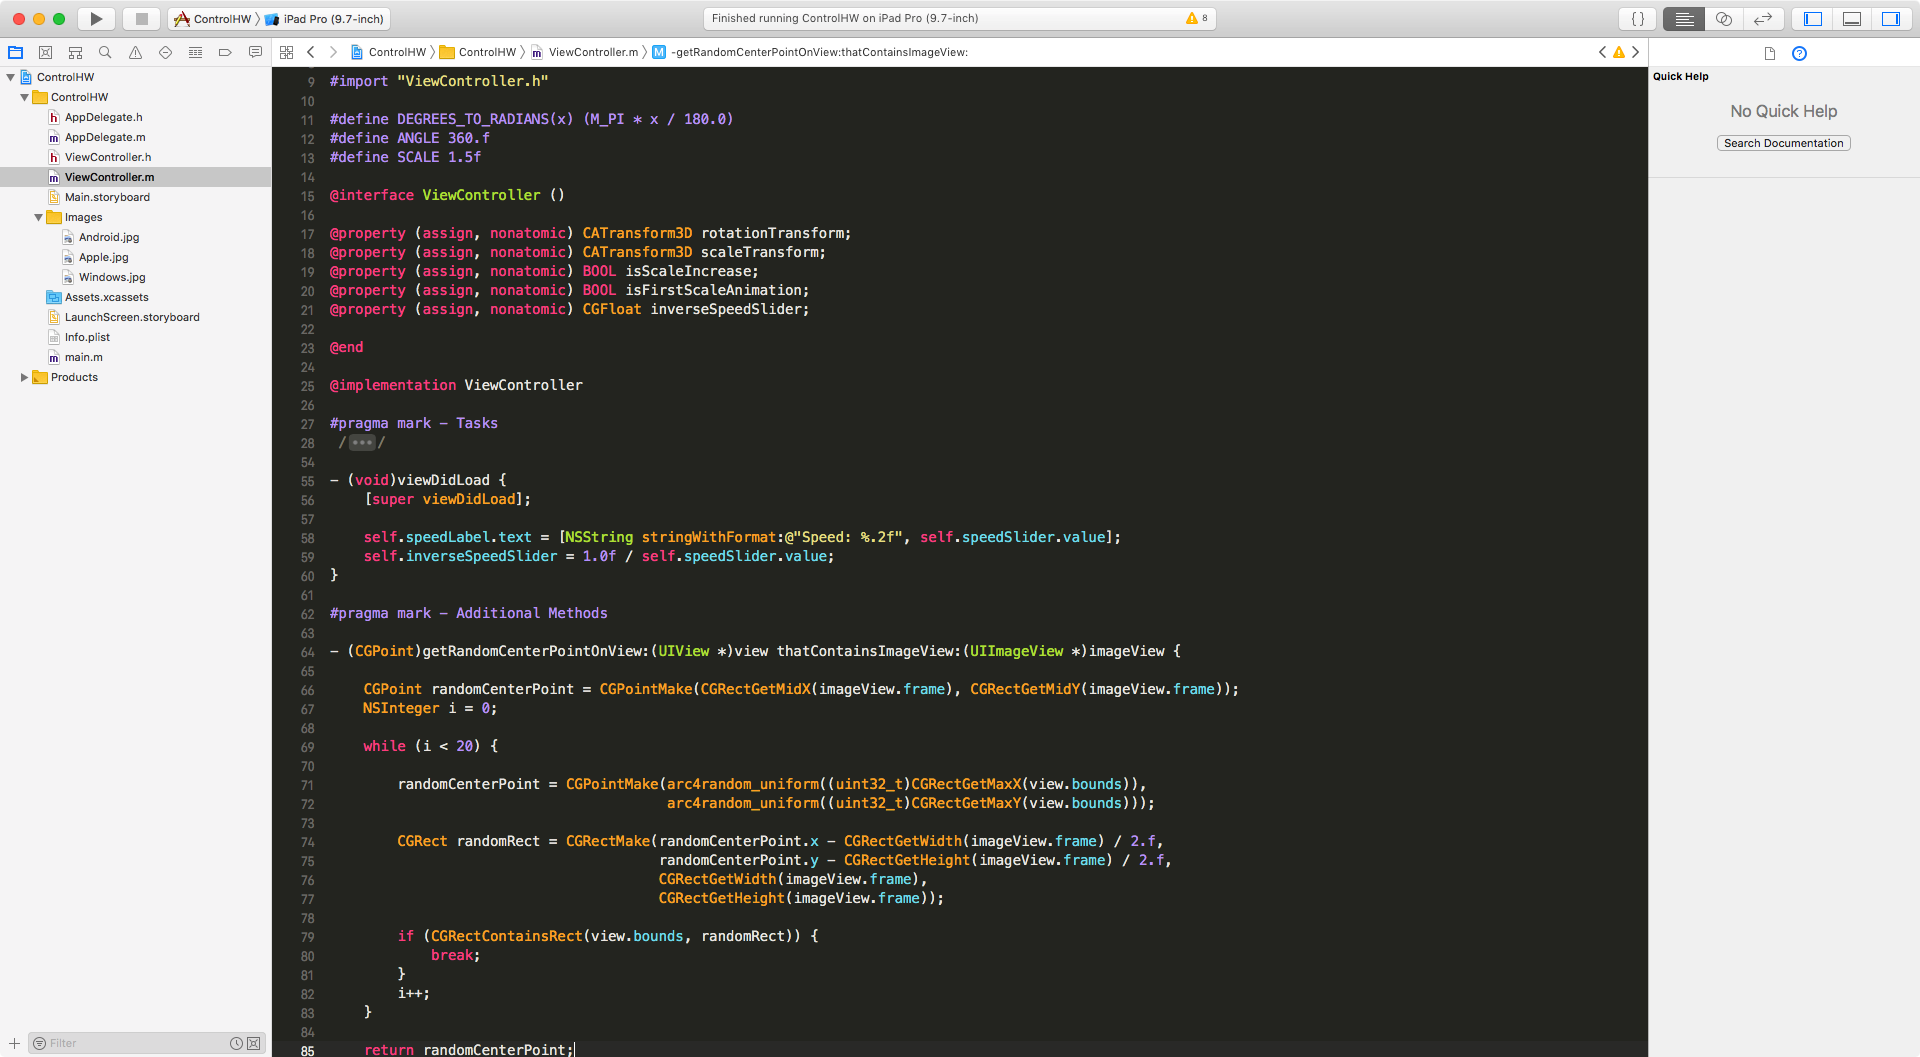 ControlHW
iPad Pro (9.7-inch)
Finished running ControlHW on iPad Pro (9.7-inch)
8
{}
ControlHW
ControlHW
ViewController.m
M
-getRandomCenterPointOnView:thatContainsImageView:
ControlHW
ControlHW
h AppDelegate.h
m AppDelegate.m
h ViewController.h
m ViewController.m
Main.storyboard
Images
Android.jpg
Apple.jpg
Windows.jpg
Assets.xcassets
LaunchScreen.storyboard
Info.plist
m main.m
Products
Filter
9 #import "ViewController.h"
10
11 #define DEGREES_TO_RADIANS(x) (M_PI * x / 180.0)
12 #define ANGLE 360.f
13 #define SCALE 1.5f
14
15 @interface ViewController ()
16
17 @property (assign, nonatomic) CATransform3D rotationTransform;
18 @property (assign, nonatomic) CATransform3D scaleTransform;
19 @property (assign, nonatomic) BOOL isScaleIncrease;
20 @property (assign, nonatomic) BOOL isFirstScaleAnimation;
21 @property (assign, nonatomic) CGFloat inverseSpeedSlider;
22
23 @end
24
25 @implementation ViewController
26
27 #pragma mark - Tasks
28 /•••/
54
55 - (void)viewDidLoad {
56 [super viewDidLoad];
57
58 self.speedLabel.text = [NSString stringWithFormat:@"Speed: %.2f", self.speedSlider.value];
59 self.inverseSpeedSlider = 1.0f / self.speedSlider.value;
60 }
61
62 #pragma mark - Additional Methods
63
64 - (CGPoint)getRandomCenterPointOnView:(UIView *)view thatContainsImageView:(UIImageView *)imageView {
65
66 CGPoint randomCenterPoint = CGPointMake(CGRectGetMidX(imageView.frame), CGRectGetMidY(imageView.frame));
67 NSInteger i = 0;
68
69 while (i < 20) {
70
71 randomCenterPoint = CGPointMake(arc4random_uniform((uint32_t)CGRectGetMaxX(view.bounds)),
72 arc4random_uniform((uint32_t)CGRectGetMaxY(view.bounds)));
73
74 CGRect randomRect = CGRectMake(randomCenterPoint.x - CGRectGetWidth(imageView.frame) / 2.f,
75 randomCenterPoint.y - CGRectGetHeight(imageView.frame) / 2.f,
76 CGRectGetWidth(imageView.frame),
77 CGRectGetHeight(imageView.frame));
78
79 if (CGRectContainsRect(view.bounds, randomRect)) {
80 break;
81 }
82 i++;
83 }
84
85 return randomCenterPoint;
Quick Help
No Quick Help
Search Documentation